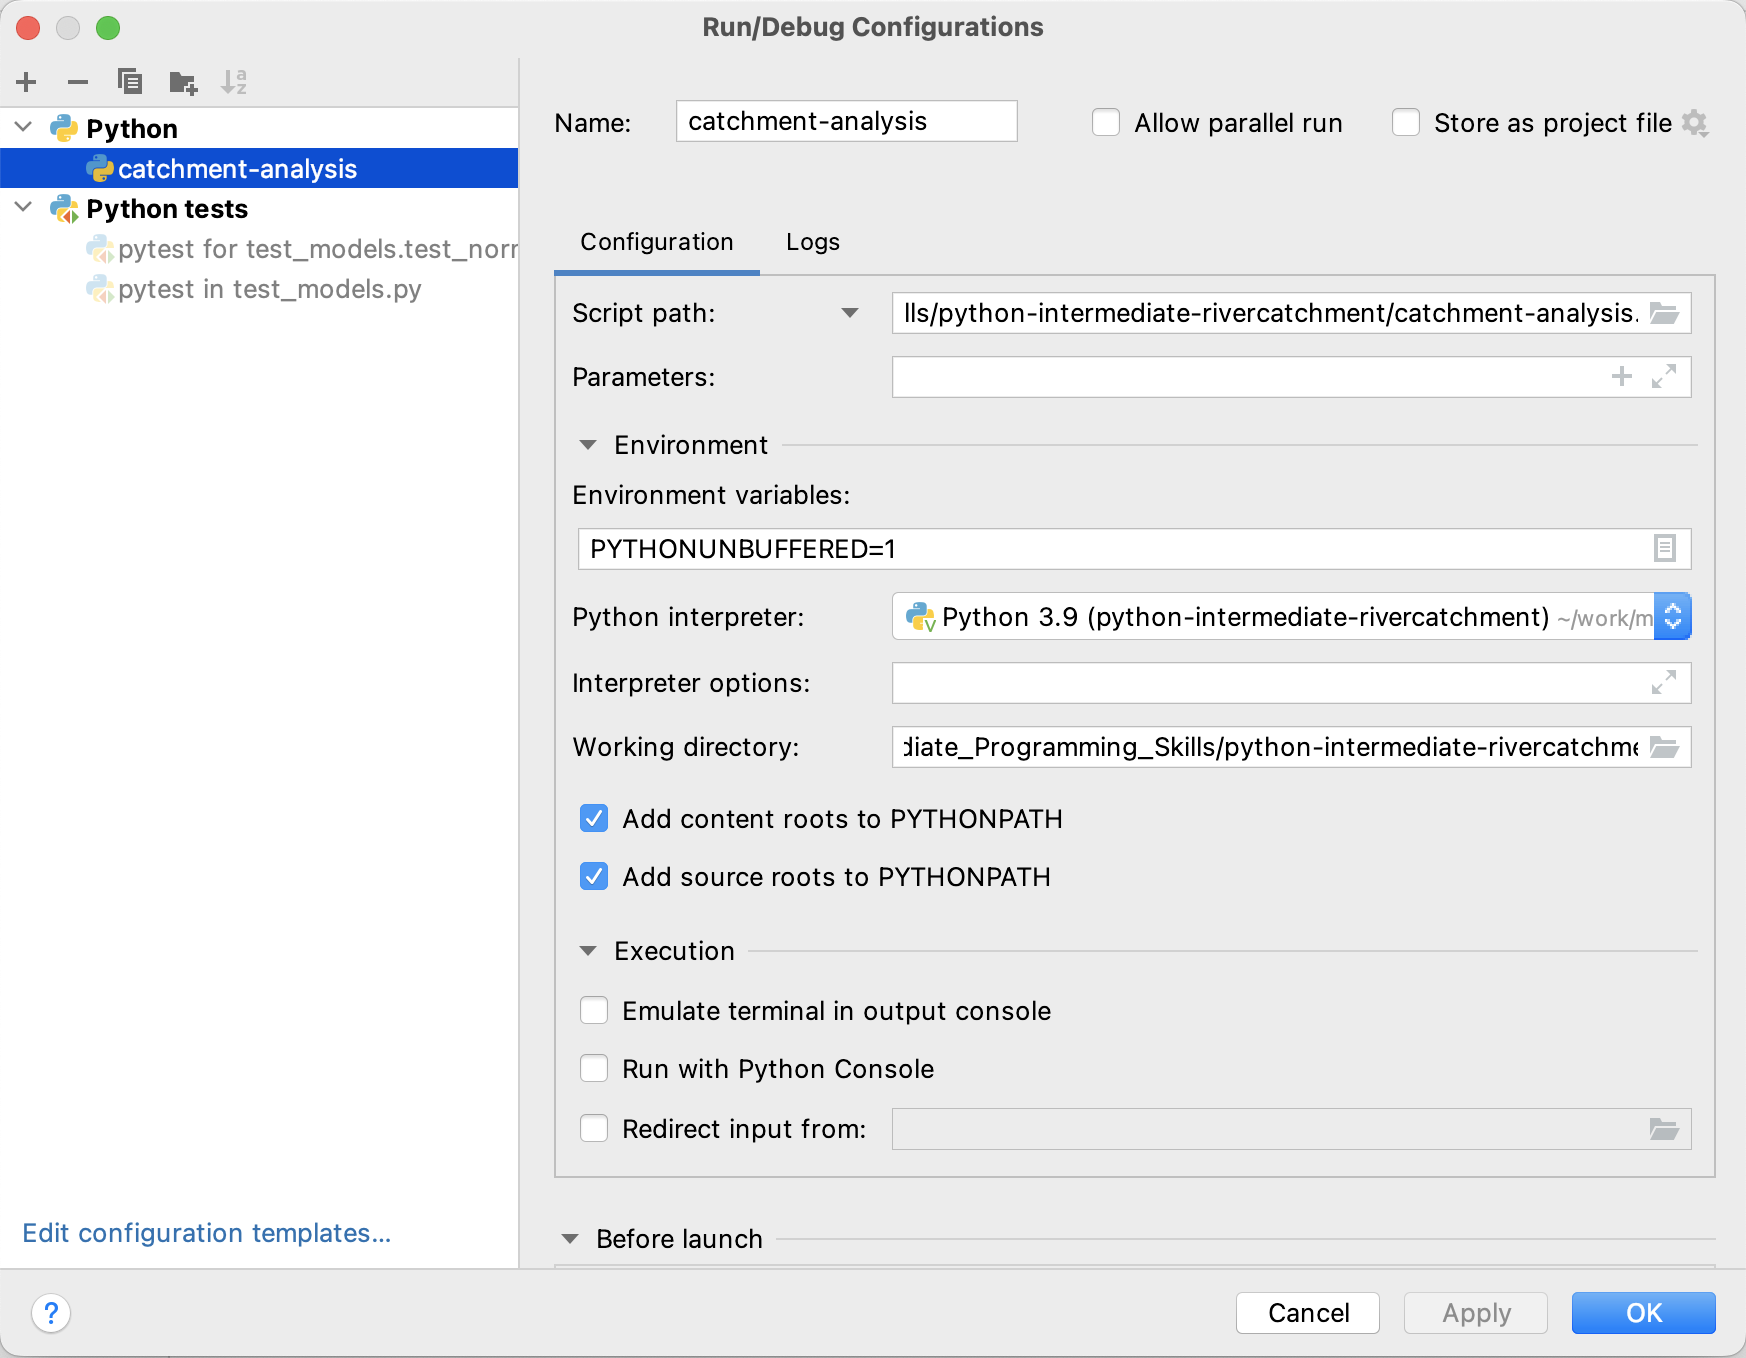 Run/Debug Configurations
Python
catchment-analysis
Python tests
pytest for test_models.test_norr
pytest in test_models.py
Edit configuration templates...
Name: catchment-analysis Allow parallel run Store as project file
Configuration Logs
Script path: lls/python-intermediate-rivercatchment/catchment-analysis.
Parameters:
Environment
Environment variables:
PYTHONUNBUFFERED=1
Python interpreter: Python 3.9 (python-intermediate-rivercatchment) ~/work/m
Interpreter options:
Working directory: diate_Programming_Skills/python-intermediate-rivercatchme
Add content roots to PYTHONPATH
Add source roots to PYTHONPATH
Execution
Emulate terminal in output console
Run with Python Console
Redirect input from:
Before launch
? Cancel Apply OK